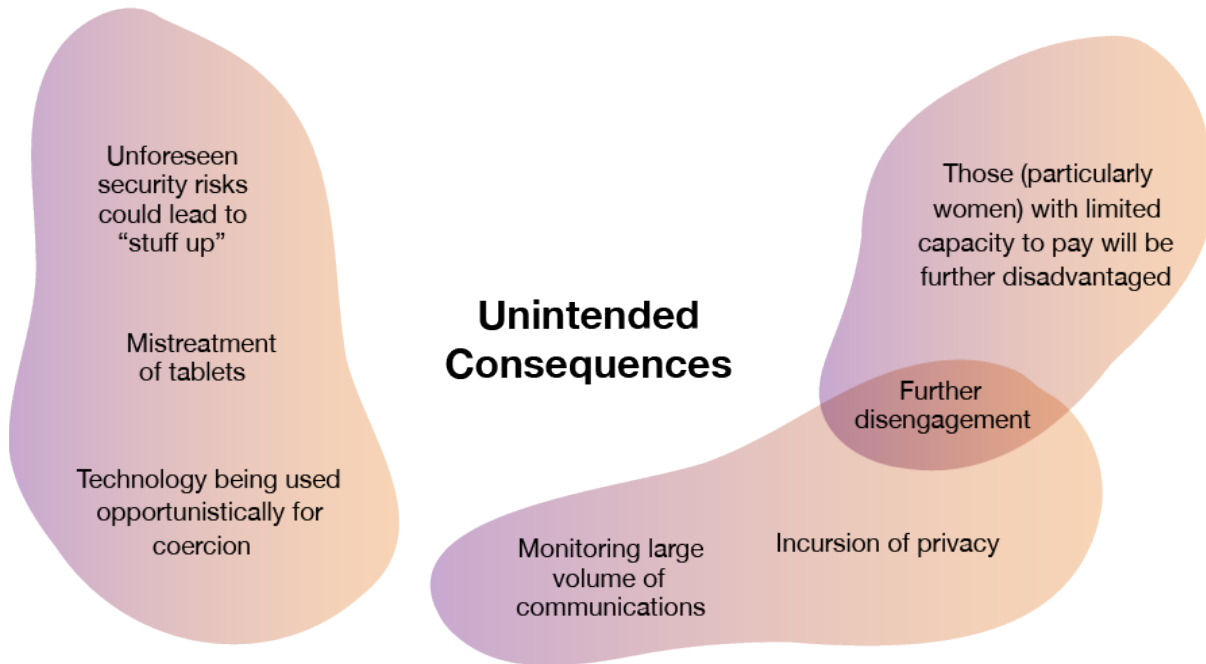 Unforeseen
security risks
could lead to
“stuff up”
Mistreatment
of tablets
Technology being used
opportunistically for
coercion
Unintended
Consequences
Those (particularly
women) with limited
capacity to pay will be
further disadvantaged
Further
disengagement
Monitoring large
volume of
communications
Incursion of privacy